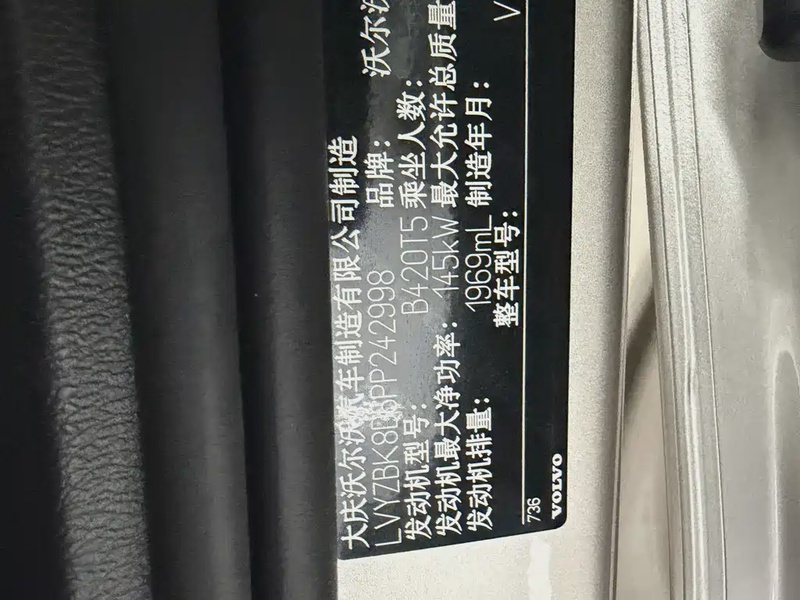 大庆沃尔沃汽车制造有限公司制造
品牌: 沃尔沃
发动机型号: B420T5 乘坐人数:
发动机最大净功率: 145kW 最大允许总质量
发动机排量: 1969mL 制造年月:
整车型号: V
736
VOLVO